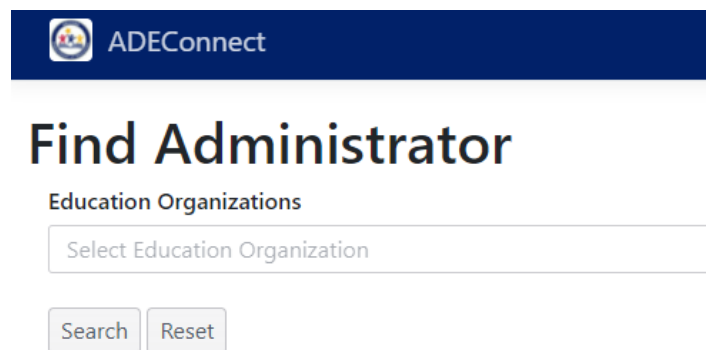 ADEConnect
Find Administrator
Education Organizations
Select Education Organization
Search Reset